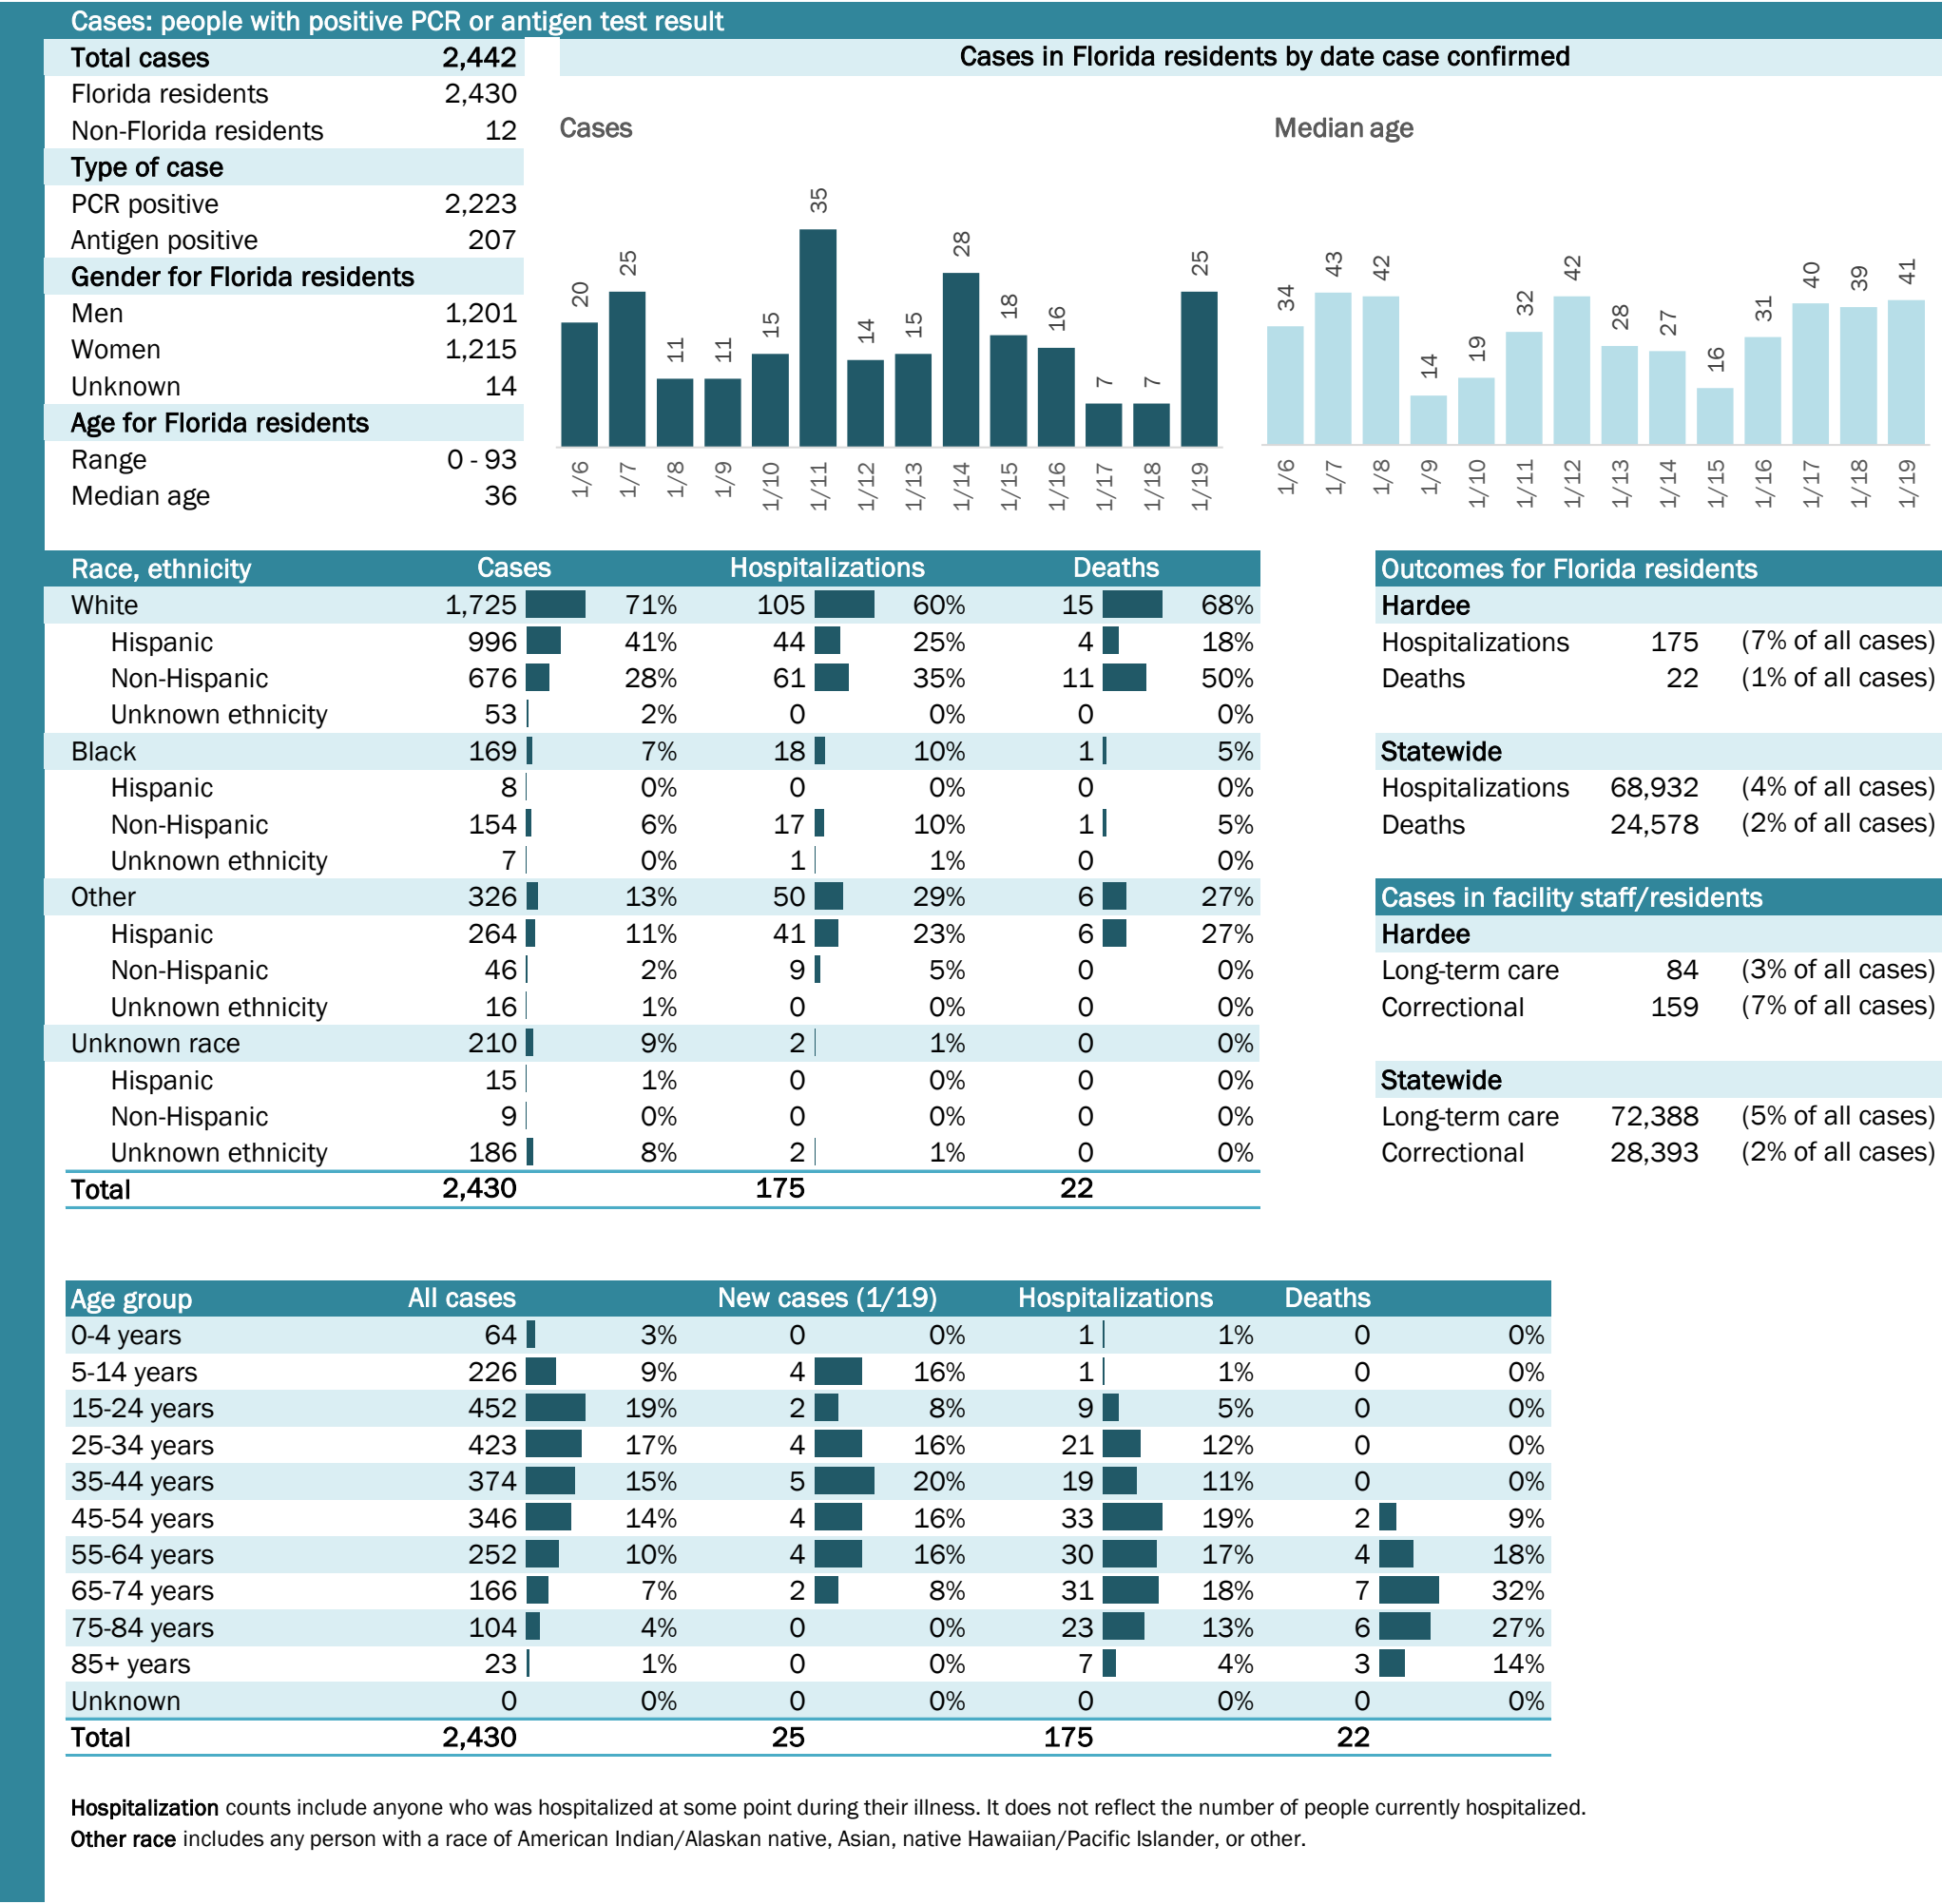 Cases: people with positive PCR or antigen test result
Total cases 2,442
Florida residents 2,430
Non-Florida residents 12
Type of case
PCR positive 2,223
Antigen positive 207
Gender for Florida residents
Men 1,201
Women 1,215
Unknown 14
Age for Florida residents
Range 0 - 93
Median age 36
Cases in Florida residents by date case confirmed
Cases
20 25 11 11 15 35 14 15 28 18 16 7 7 25
1/6 1/7 1/8 1/9 1/10 1/11 1/12 1/13 1/14 1/15 1/16 1/17 1/18 1/19
Median age
34 43 42 14 19 32 42 28 27 16 31 40 39 41
1/6 1/7 1/8 1/9 1/10 1/11 1/12 1/13 1/14 1/15 1/16 1/17 1/18 1/19
Race, ethnicity Cases Hospitalizations Deaths
White 1,725 71% 105 60% 15 68%
Hispanic 996 41% 44 25% 4 18%
Non-Hispanic 676 28% 61 35% 11 50%
Unknown ethnicity 53 2% 0 0% 0 0%
Black 169 7% 18 10% 1 5%
Hispanic 8 0% 0 0% 0 0%
Non-Hispanic 154 6% 17 10% 1 5%
Unknown ethnicity 7 0% 1 1% 0 0%
Other 326 13% 50 29% 6 27%
Hispanic 264 11% 41 23% 6 27%
Non-Hispanic 46 2% 9 5% 0 0%
Unknown ethnicity 16 1% 0 0% 0 0%
Unknown race 210 9% 2 1% 0 0%
Hispanic 15 1% 0 0% 0 0%
Non-Hispanic 9 0% 0 0% 0 0%
Unknown ethnicity 186 8% 2 1% 0 0%
Total 2,430 175 22
Outcomes for Florida residents
Hardee
Hospitalizations 175 (7% of all cases)
Deaths 22 (1% of all cases)
Statewide
Hospitalizations 68,932 (4% of all cases)
Deaths 24,578 (2% of all cases)
Cases in facility staff/residents
Hardee
Long-term care 84 (3% of all cases)
Correctional 159 (7% of all cases)
Statewide
Long-term care 72,388 (5% of all cases)
Correctional 28,393 (2% of all cases)
Age group All cases New cases (1/19) Hospitalizations Deaths
0-4 years 64 3% 0 0% 1 1% 0 0%
5-14 years 226 9% 4 16% 1 1% 0 0%
15-24 years 452 19% 2 8% 9 5% 0 0%
25-34 years 423 17% 4 16% 21 12% 0 0%
35-44 years 374 15% 5 20% 19 11% 0 0%
45-54 years 346 14% 4 16% 33 19% 2 9%
55-64 years 252 10% 4 16% 30 17% 4 18%
65-74 years 166 7% 2 8% 31 18% 7 32%
75-84 years 104 4% 0 0% 23 13% 6 27%
85+ years 23 1% 0 0% 7 4% 3 14%
Unknown 0 0% 0 0% 0 0% 0 0%
Total 2,430 25 175 22
Hospitalization counts include anyone who was hospitalized at some point during their illness. It does not reflect the number of people currently hospitalized.
Other race includes any person with a race of American Indian/Alaskan native, Asian, native Hawaiian/Pacific Islander, or other.